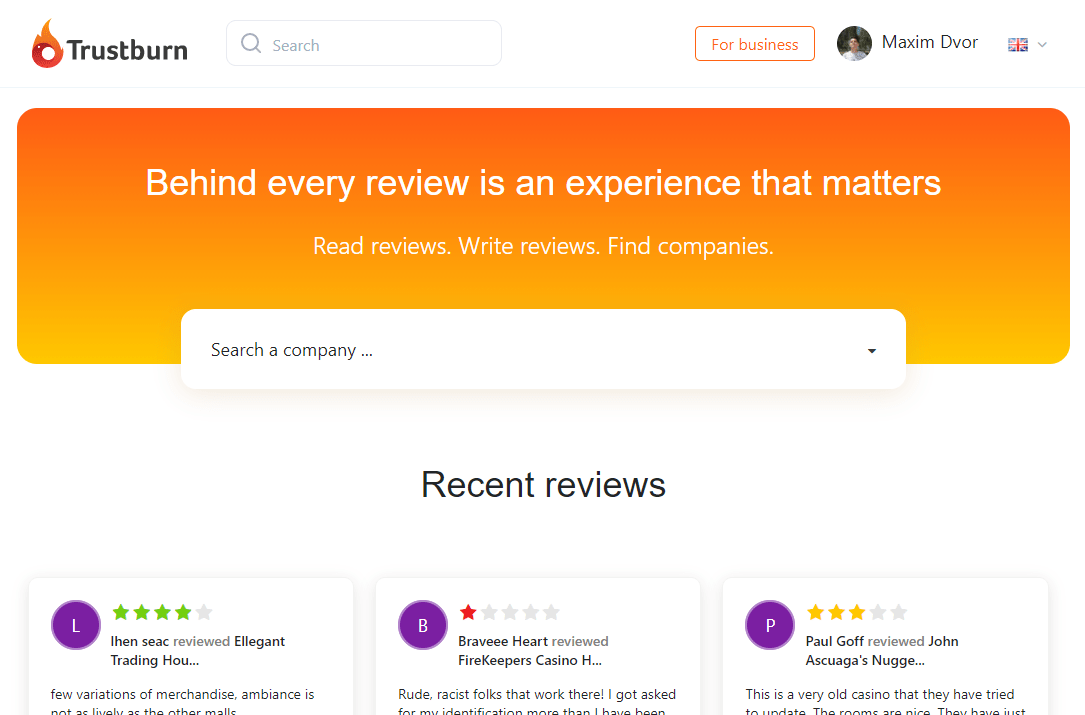 Trustburn
Search
For business
Maxim Dvor
Behind every review is an experience that matters
Read reviews. Write reviews. Find companies.
Search a company ...
Recent reviews
L
lhen seac reviewed Ellegant
Trading Hou...
few variations of merchandise, ambiance is
not as lively as the other malls
B
Braveee Heart reviewed
FireKeepers Casino H...
Rude, racist folks that work there! I got asked
for my identification more than I have been
P
Paul Goff reviewed John
Ascuaga's Nugge...
This is a very old casino that they have tried
to update. The rooms are nice. They have just